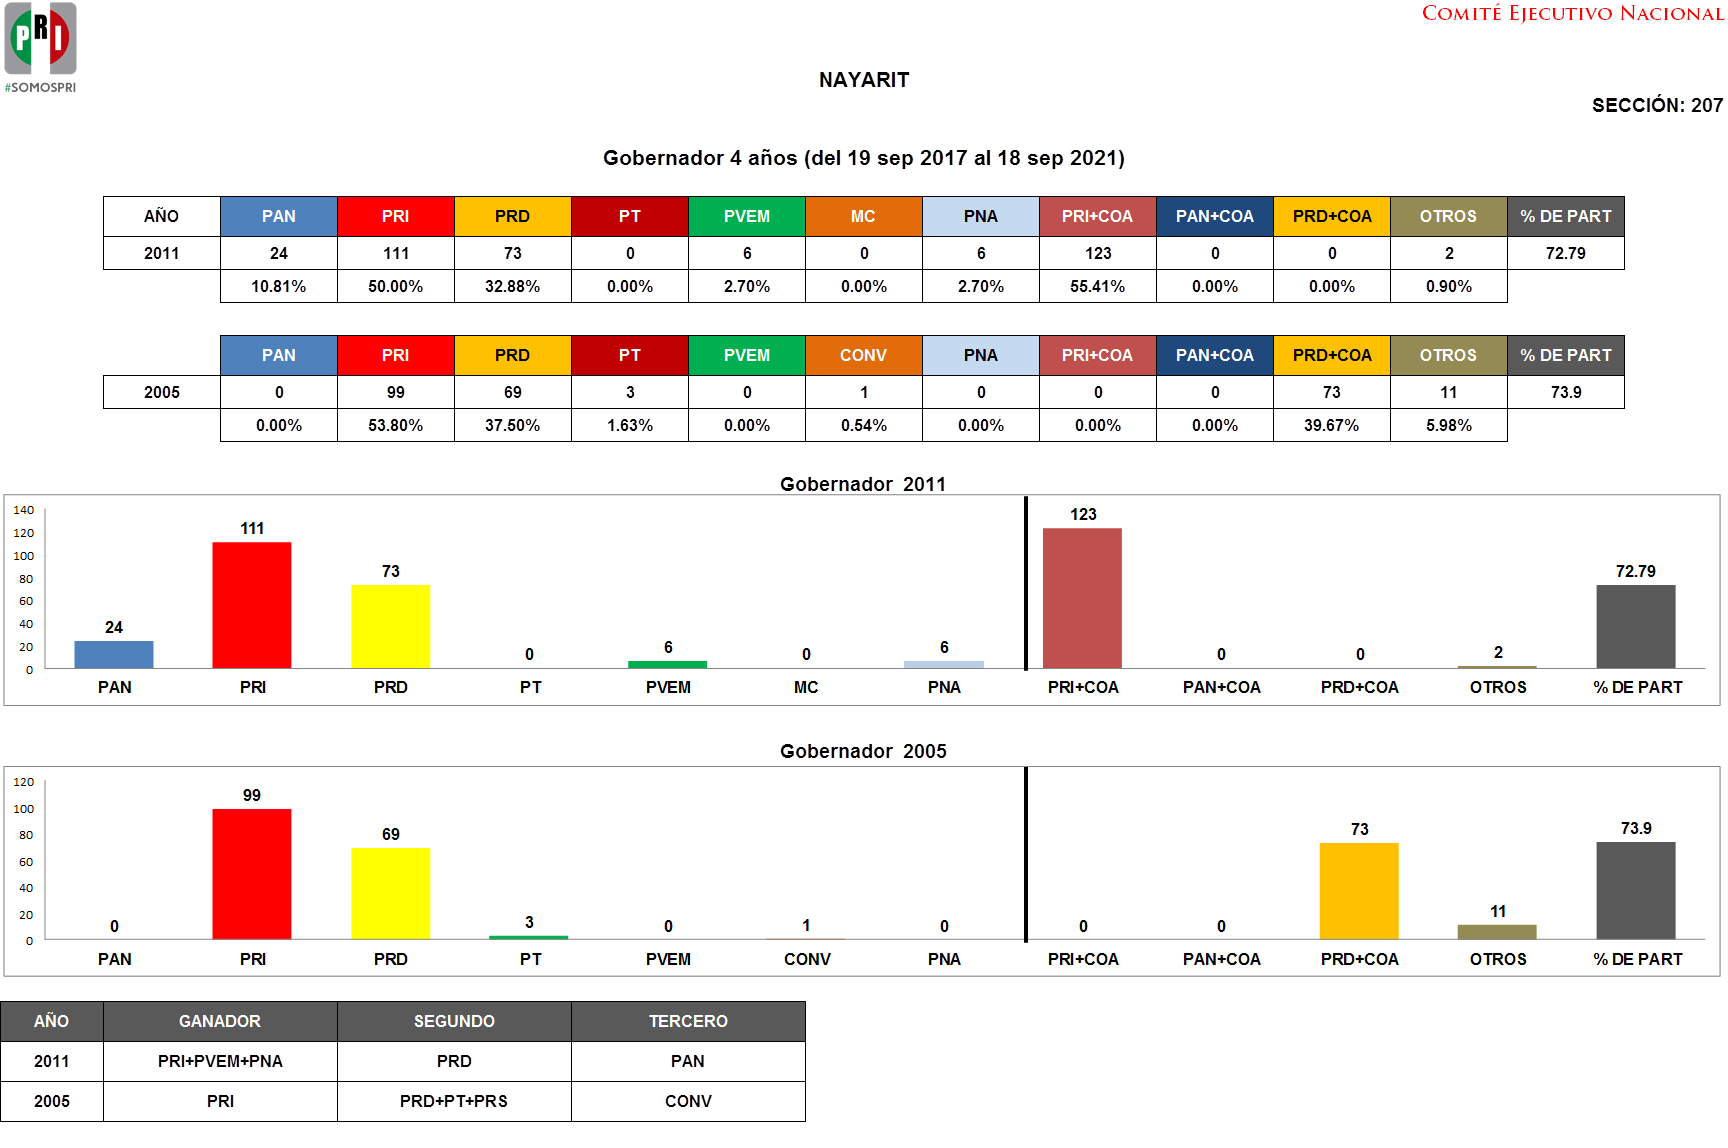 COMITÉ EJECUTIVO NACIONAL
PRI
#SOMOSPRI
NAYARIT
SECCIÓN: 207
Gobernador 4 años (del 19 sep 2017 al 18 sep 2021)
AÑO PAN PRI PRD PT PVEM MC PNA PRI+COA PAN+COA PRD+COA OTROS % DE PART
2011 24 111 73 0 6 0 6 123 0 0 2 72.79
10.81% 50.00% 32.88% 0.00% 2.70% 0.00% 2.70% 55.41% 0.00% 0.00% 0.90%
PAN PRI PRD PT PVEM CONV PNA PRI+COA PAN+COA PRD+COA OTROS % DE PART
2005 0 99 69 3 0 1 0 0 0 73 11 73.9
0.00% 53.80% 37.50% 1.63% 0.00% 0.54% 0.00% 0.00% 0.00% 39.67% 5.98%
Gobernador 2011
140
120
100
80
60
40
20
0
24 111 73 0 6 0 6 123 0 0 2 72.79
PAN PRI PRD PT PVEM MC PNA PRI+COA PAN+COA PRD+COA OTROS % DE PART
Gobernador 2005
120
100
80
60
40
20
0
0 99 69 3 0 1 0 0 0 73 11 73.9
PAN PRI PRD PT PVEM CONV PNA PRI+COA PAN+COA PRD+COA OTROS % DE PART
AÑO GANADOR SEGUNDO TERCERO
2011 PRI+PVEM+PNA PRD PAN
2005 PRI PRD+PT+PRS CONV